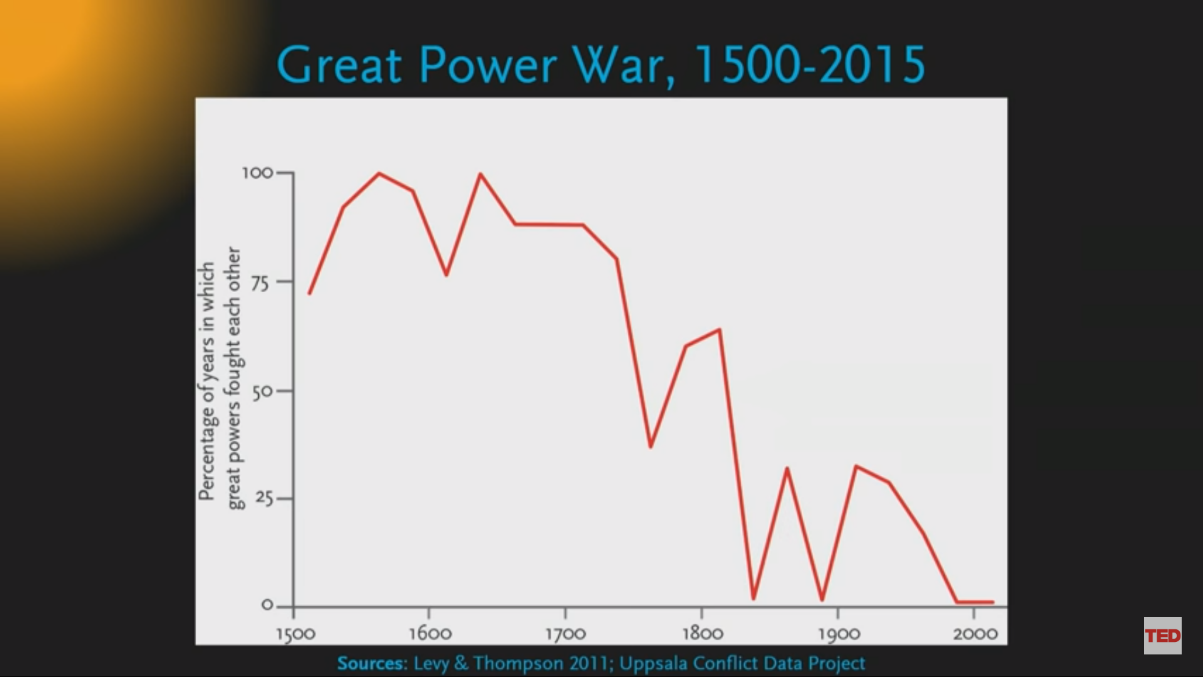 Great Power War, 1500-2015
Percentage of years in which
great powers fought each other
100
75
50
25
0
1500 1600 1700 1800 1900 2000
Sources: Levy & Thompson 2011; Uppsala Conflict Data Project
TED